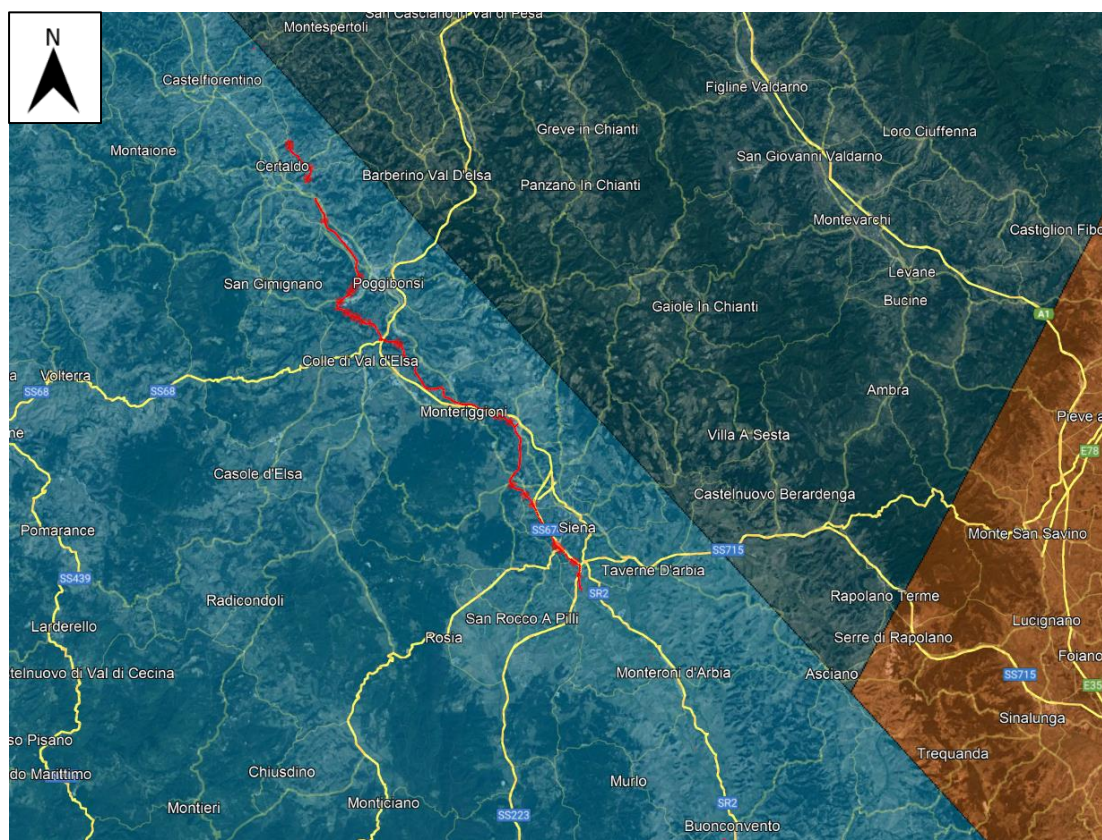 N
Montespertoli
San Casciano in Val di Pesa
Castelfiorentino
Figline Valdarno
Greve in Chianti
Loro Ciuffenna
Montaione
San Giovanni Valdarno
Certaldo
Barberino Val D'elsa
Panzano In Chianti
Montevarchi
Castiglion Fibo
Levane
San Gimignano
Poggibonsi
Bucine
Gaiole In Chianti
A1
Colle di Val d'Elsa
Volterra
SS68
SS68
Ambra
Monteriggioni
Pieve a
Villa A Sesta
E78
Casole d'Elsa
Castelnuovo Berardenga
Pomarance
SS67
Siena
Monte San Savino
SS715
SS439
Taverne D'arbia
Radicondoli
SR2
Rapolano Terme
Larderello
San Rocco A Pilli
Lucignano
Rosia
Serre di Rapolano
Foiano
stelnuovo di Val di Cecina
Monteroni d'Arbia
Asciano
SS715
E35
Sinalunga
so Pisano
Trequanda
do Marittimo
Chiusdino
Murlo
Montieri
Monticiano
SS223
SR2
Buonconvento